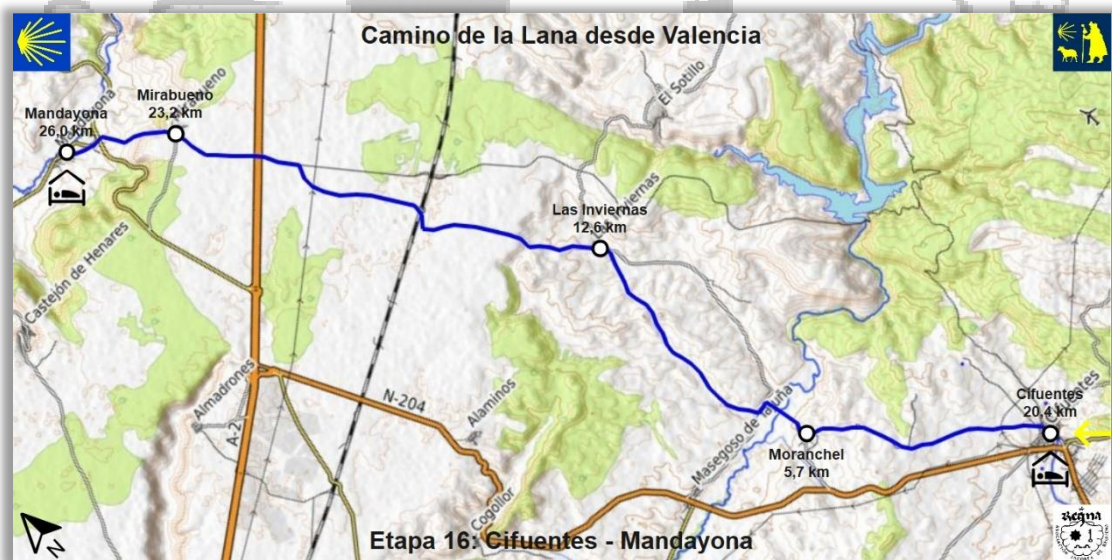 Camino de la Lana desde Valencia
El Sotillo
Mirabueno
23,2 km
Mandayona
26,0 km
Las Inviernas
12,6 km
Castejón de Henares
Almadrones
A-2
N-204
Alaminos
Cogollor
Masegoso de Tajuña
Cifuentes
Cifuentes
20,4 km
Moranchel
5,7 km
Etapa 16: Cifuentes - Mandayona
N
Regna